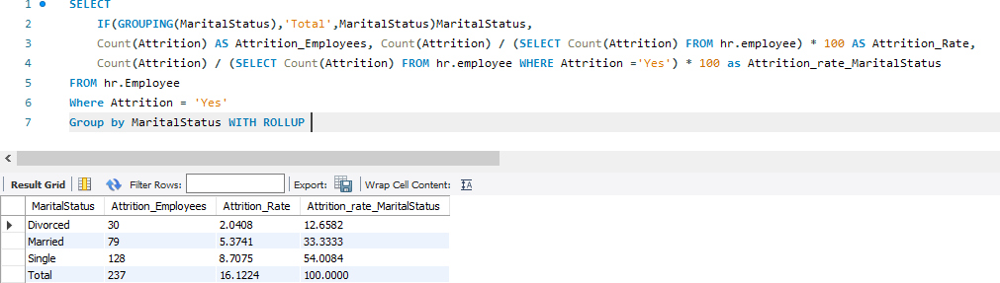 1 SELECT
2 IF(GROUPING(MaritalStatus),'Total',MaritalStatus)MaritalStatus,
3 Count(Attrition) AS Attrition_Employees, Count(Attrition) / (SELECT Count(Attrition) FROM hr.employee) * 100 AS Attrition_Rate,
4 Count(Attrition) / (SELECT Count(Attrition) FROM hr.employee WHERE Attrition ='Yes') * 100 as Attrition_rate_MaritalStatus
5 FROM hr.Employee
6 Where Attrition = 'Yes'
7 Group by MaritalStatus WITH ROLLUP
Result Grid Filter Rows: Export: Wrap Cell Content: IA
MaritalStatus Attrition_Employees Attrition_Rate Attrition_rate_MaritalStatus
Divorced 30 2.0408 12.6582
Married 79 5.3741 33.3333
Single 128 8.7075 54.0084
Total 237 16.1224 100.0000